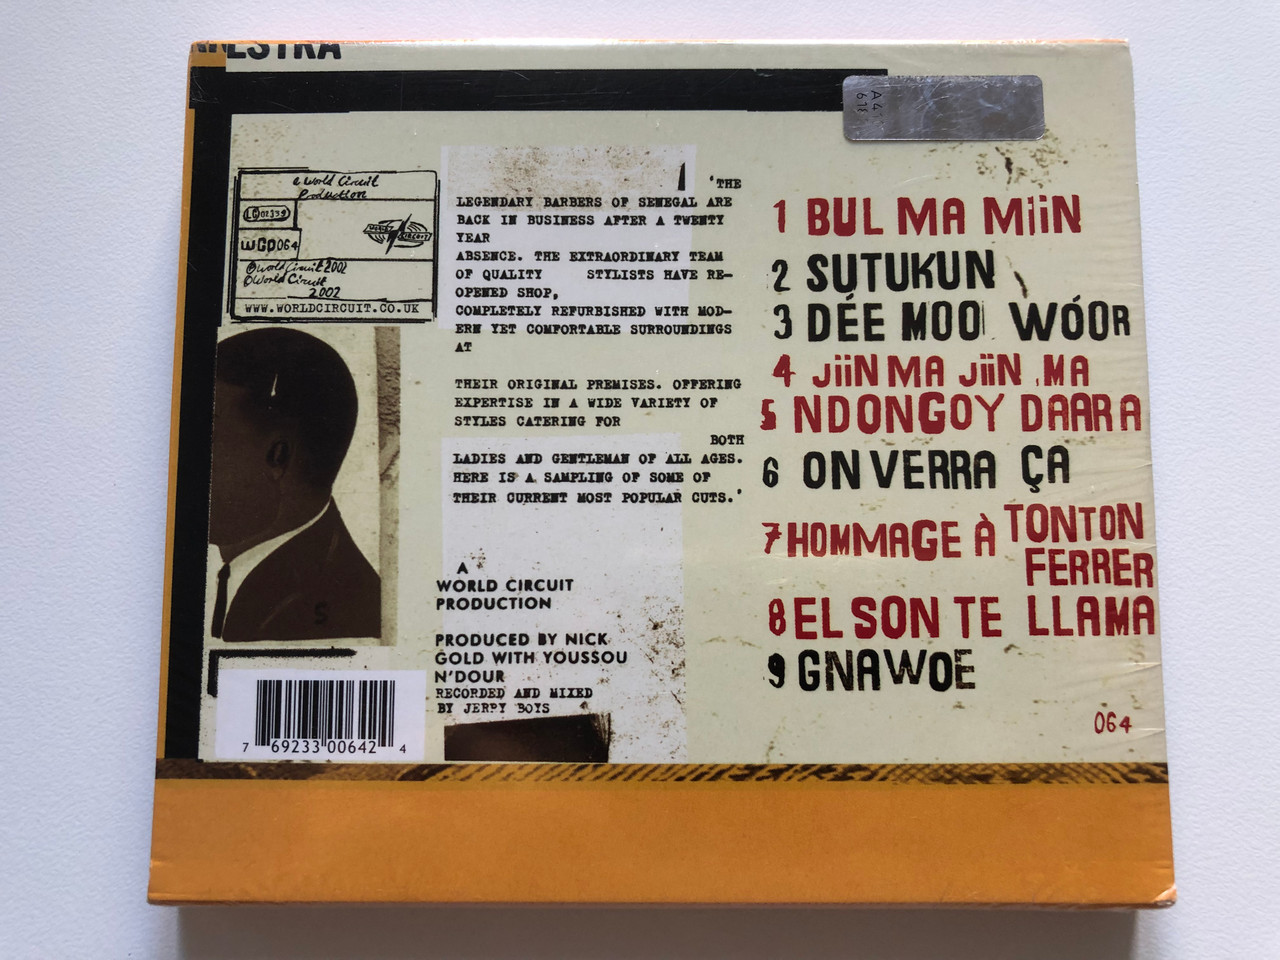 ESTRA
a World Circuit
Production
LC 02339
WCD064
℗World Circuit 2002
©World Circuit
2002
WORLD CIRCUIT
WWW.WORLDCIRCUIT.CO.UK
'THE
LEGENDARY BARBERS OF SENEGAL ARE
BACK IN BUSINESS AFTER A TWENTY
YEAR
ABSENCE. THE EXTRAORDINARY TEAM
OF QUALITY STYLISTS HAVE RE-
OPENED SHOP,
COMPLETELY REFURBISHED WITH MOD-
ERN YET COMFORTABLE SURROUNDINGS
AT
THEIR ORIGINAL PREMISES. OFFERING
EXPERTISE IN A WIDE VARIETY OF
STYLES CATERING FOR
BOTH
LADIES AND GENTLEMAN OF ALL AGES.
HERE IS A SAMPLING OF SOME OF
THEIR CURRENT MOST POPULAR CUTS.'
A
WORLD CIRCUIT
PRODUCTION
PRODUCED BY NICK
GOLD WITH YOUSSOU
N'DOUR
RECORDED AND MIXED
BY JERRY BOYS
1 BUL MA MiiN
2 SUTUKUN
3 DÉE MOO WÓOR
4 JiiN MA JiiN MA
5 NDONGOY DAARA
6 ON VERRA ÇA
7 HOMMAGE À TONTON
FERRER
8 EL SON TE LLAMA
9 GNAWOE
064
7 69233 00642 4